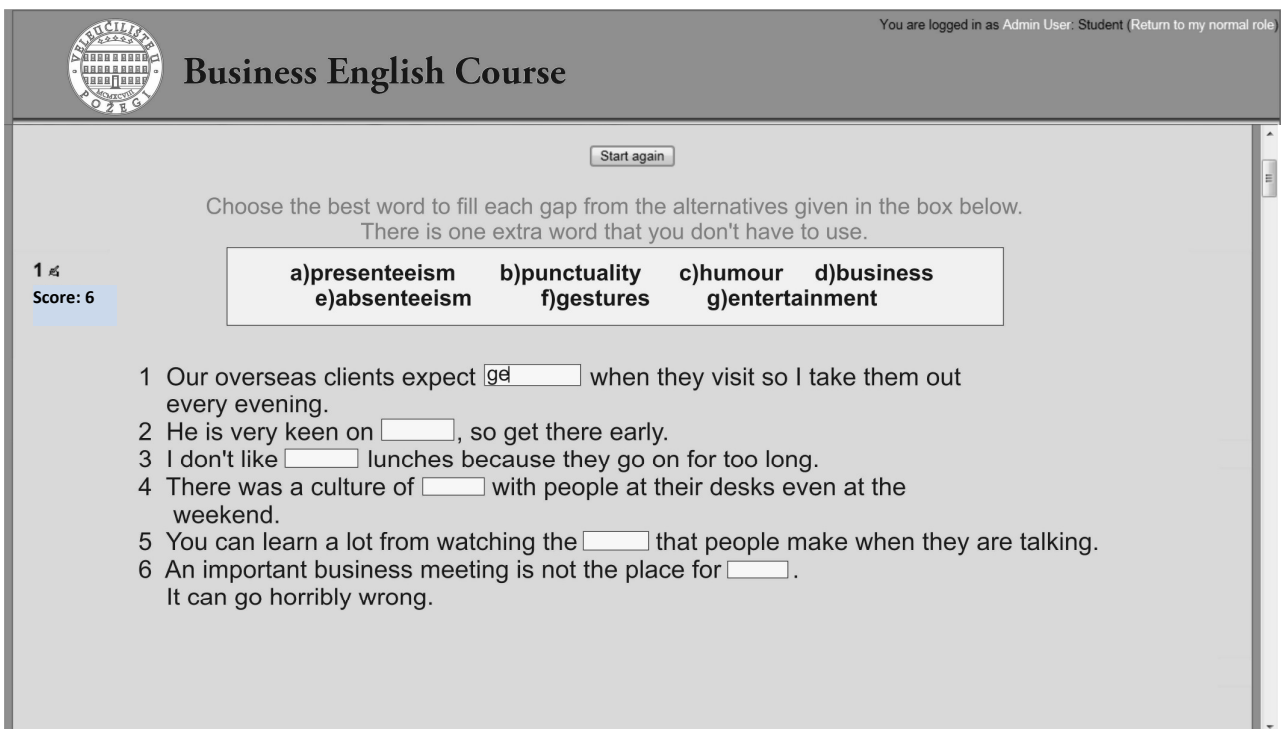 You are logged in as Admin User: Student (Return to my normal role)
VELEUČILIŠTE U POŽEGI
MCMXCVIII
Business English Course
Start again
Choose the best word to fill each gap from the alternatives given in the box below.
There is one extra word that you don't have to use.
1
Score: 6
a)presenteeism b)punctuality c)humour d)business
e)absenteeism f)gestures g)entertainment
1 Our overseas clients expect ge when they visit so I take them out
every evening.
2 He is very keen on , so get there early.
3 I don't like lunches because they go on for too long.
4 There was a culture of with people at their desks even at the
weekend.
5 You can learn a lot from watching the that people make when they are talking.
6 An important business meeting is not the place for .
It can go horribly wrong.